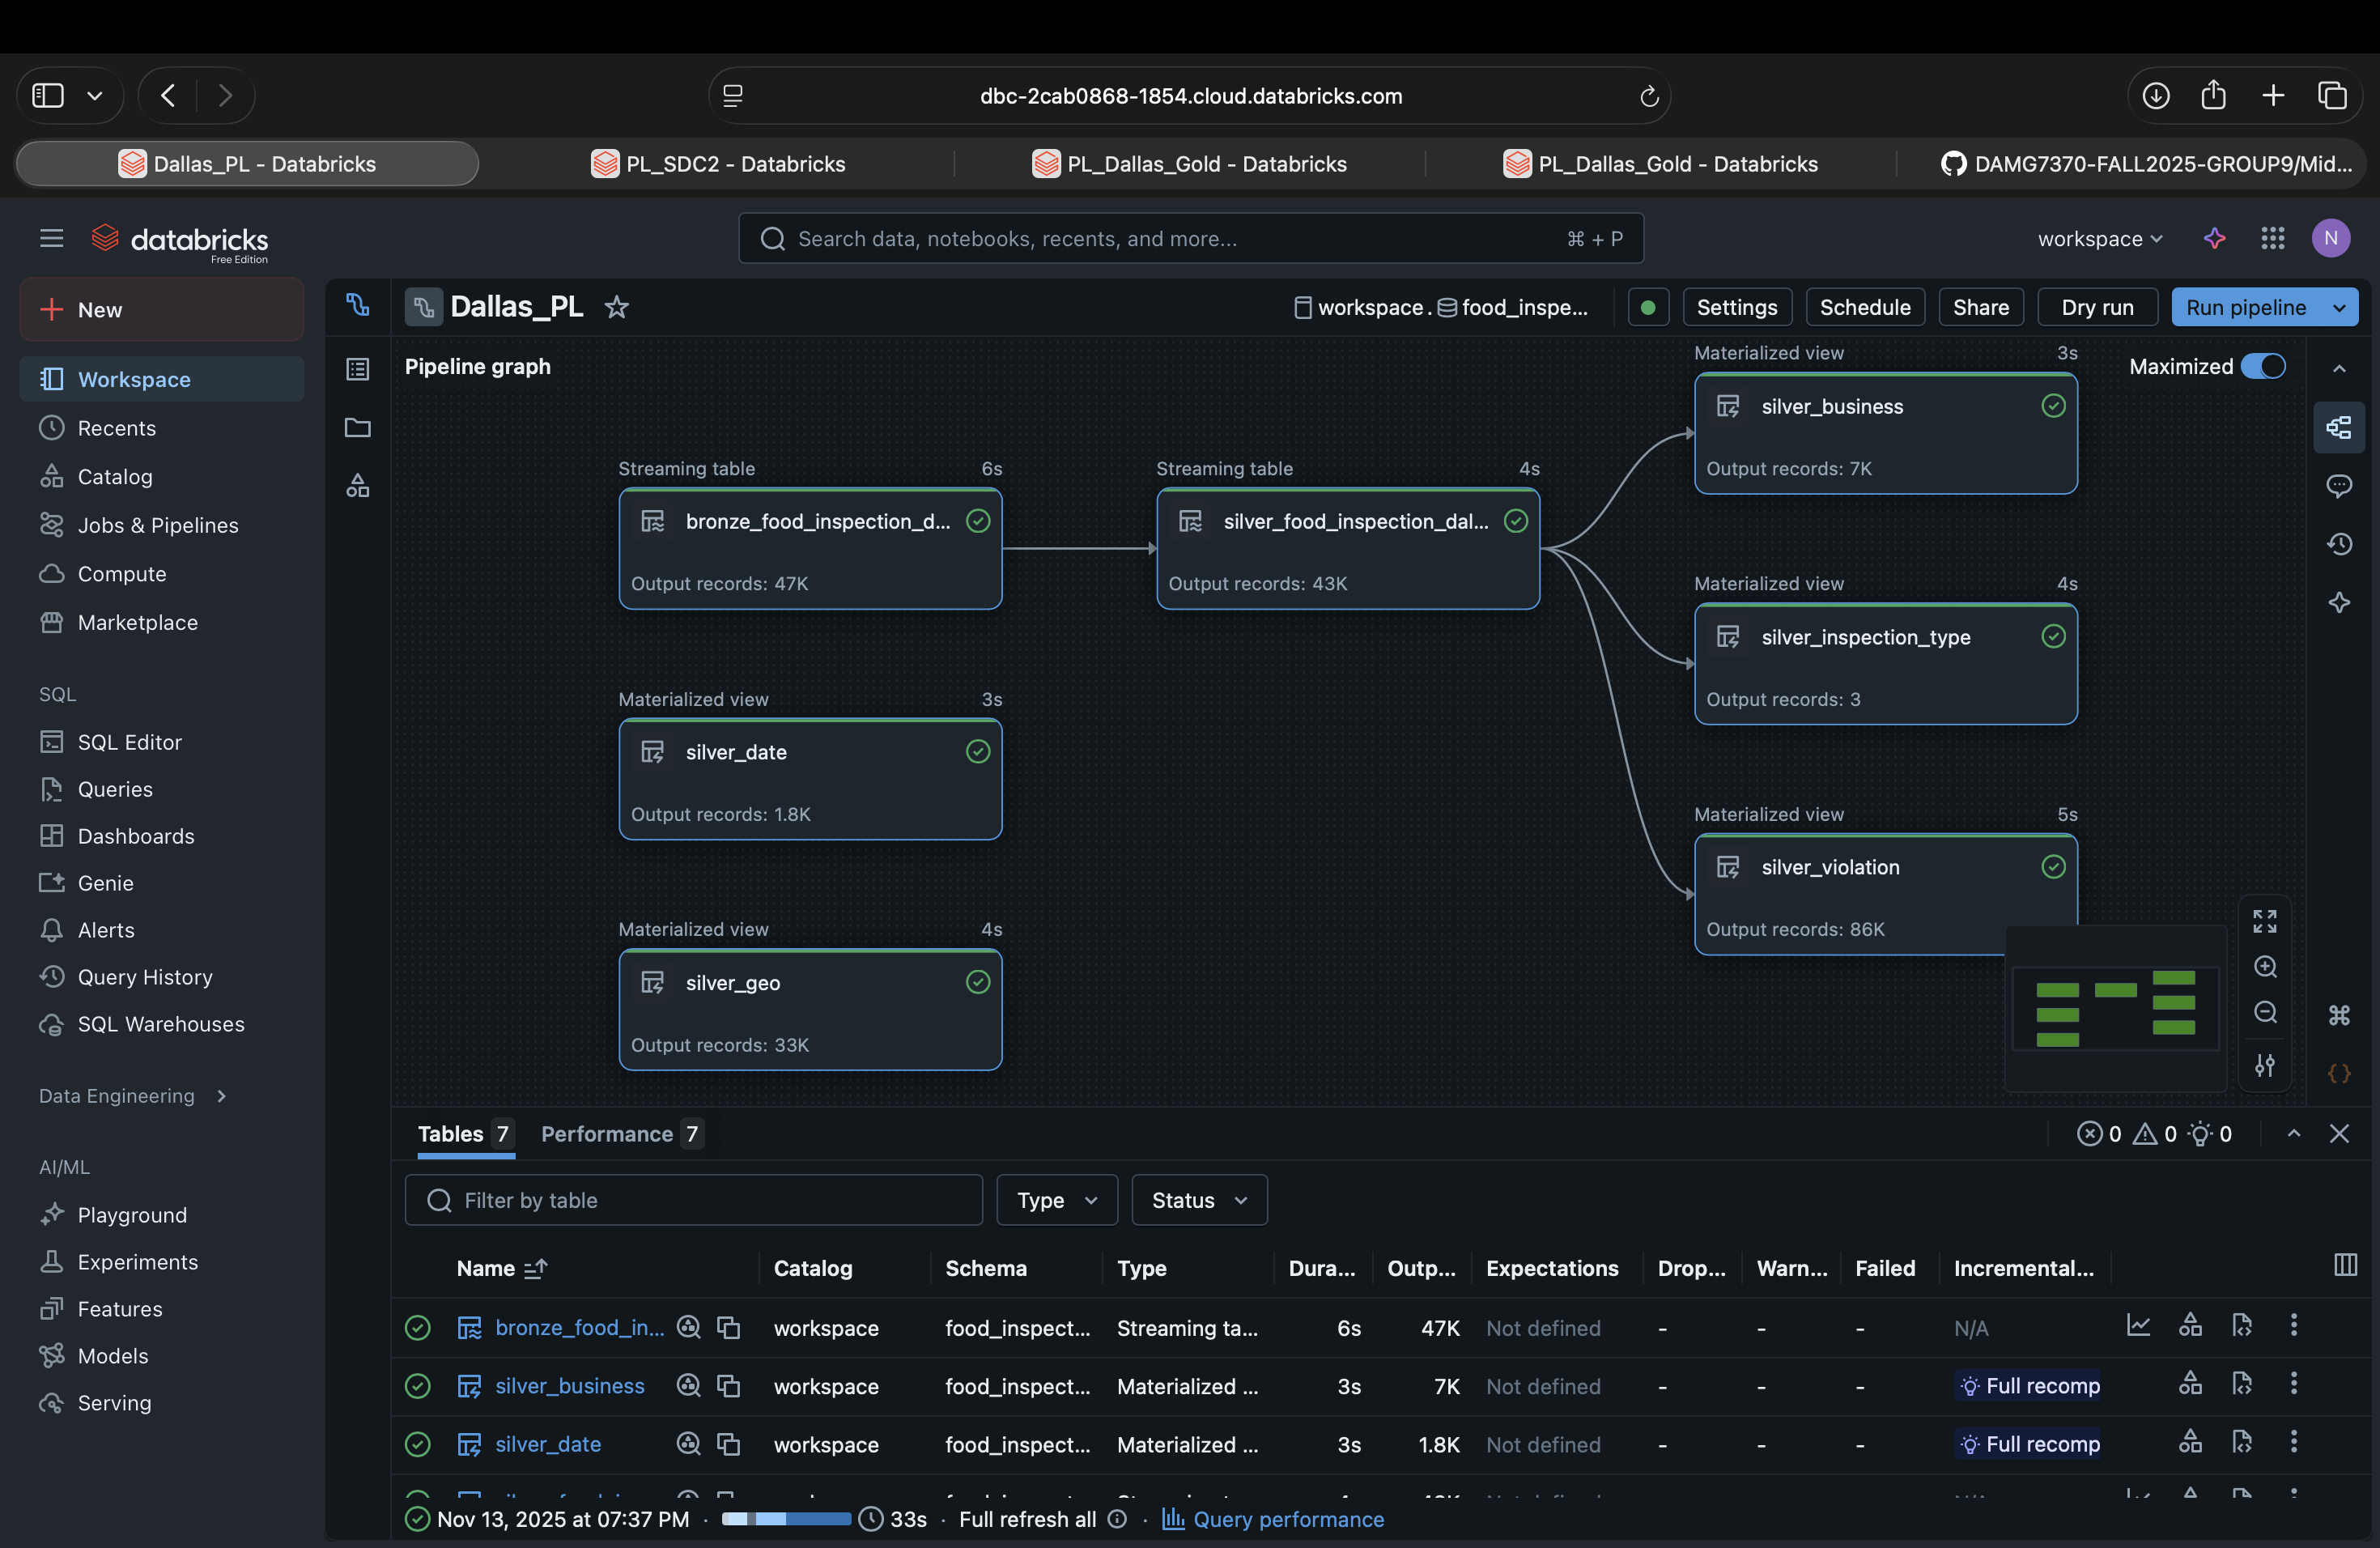 dbc-2cab0868-1854.cloud.databricks.com
Dallas_PL - Databricks
PL_SDC2 - Databricks
PL_Dallas_Gold - Databricks
PL_Dallas_Gold - Databricks
DAMG7370-FALL2025-GROUP9/Mid...
databricks
Free Edition
Search data, notebooks, recents, and more...
⌘ + P
workspace
N
New
Workspace
Recents
Catalog
Jobs & Pipelines
Compute
Marketplace
SQL
SQL Editor
Queries
Dashboards
Genie
Alerts
Query History
SQL Warehouses
Data Engineering
AI/ML
Playground
Experiments
Features
Models
Serving
Dallas_PL
workspace. food_inspe...
Settings
Schedule
Share
Dry run
Run pipeline
Pipeline graph
Maximized
Streaming table 6s
bronze_food_inspection_d...
Output records: 47K
Streaming table 4s
silver_food_inspection_dal...
Output records: 43K
Materialized view 3s
silver_business
Output records: 7K
Materialized view 4s
silver_inspection_type
Output records: 3
Materialized view 5s
silver_violation
Output records: 86K
Materialized view 3s
silver_date
Output records: 1.8K
Materialized view 4s
silver_geo
Output records: 33K
Tables 7 Performance 7
0 0 0
Filter by table
Type
Status
Name Catalog Schema Type Dura... Outp... Expectations Drop... Warn... Failed Incremental...
bronze_food_in... workspace food_inspect... Streaming ta... 6s 47K Not defined - - - N/A
silver_business workspace food_inspect... Materialized ... 3s 7K Not defined - - - Full recomp
silver_date workspace food_inspect... Materialized ... 3s 1.8K Not defined - - - Full recomp
Nov 13, 2025 at 07:37 PM · 33s · Full refresh all · Query performance